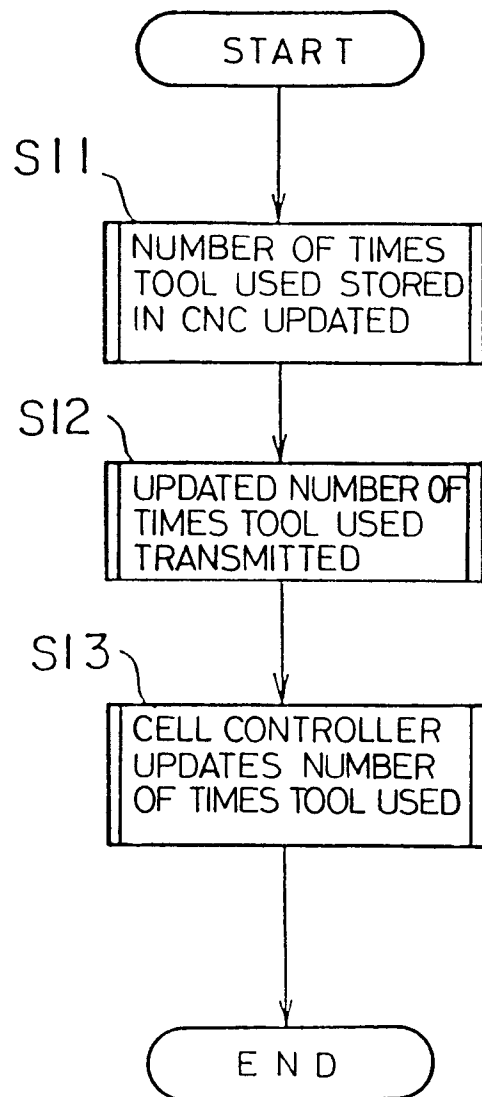 START
S11
NUMBER OF TIMES
TOOL USED STORED
IN CNC UPDATED
S12
UPDATED NUMBER OF
TIMES TOOL USED
TRANSMITTED
S13
CELL CONTROLLER
UPDATES NUMBER
OF TIMES TOOL USED
END